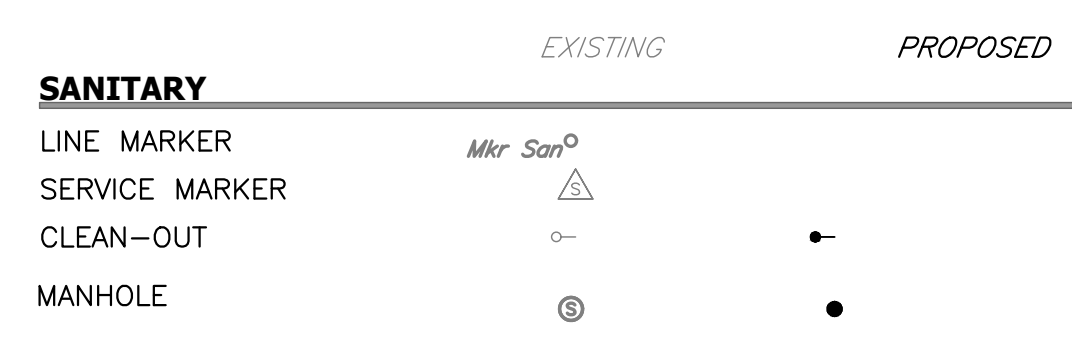 EXISTING PROPOSED
SANITARY
LINE MARKER Mkr San
SERVICE MARKER S
CLEAN-OUT
MANHOLE S